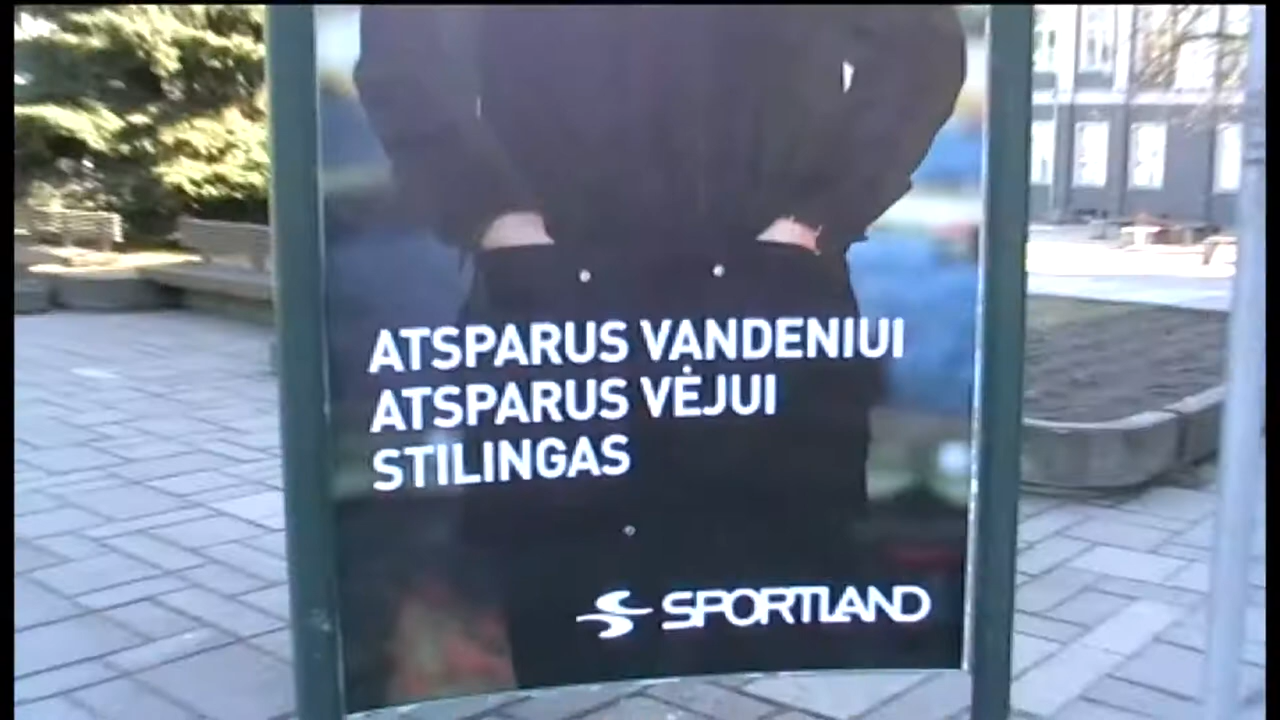 ATSPARUS VANDENIUI
ATSPARUS VĖJUI
STILINGAS
SPORTLAND